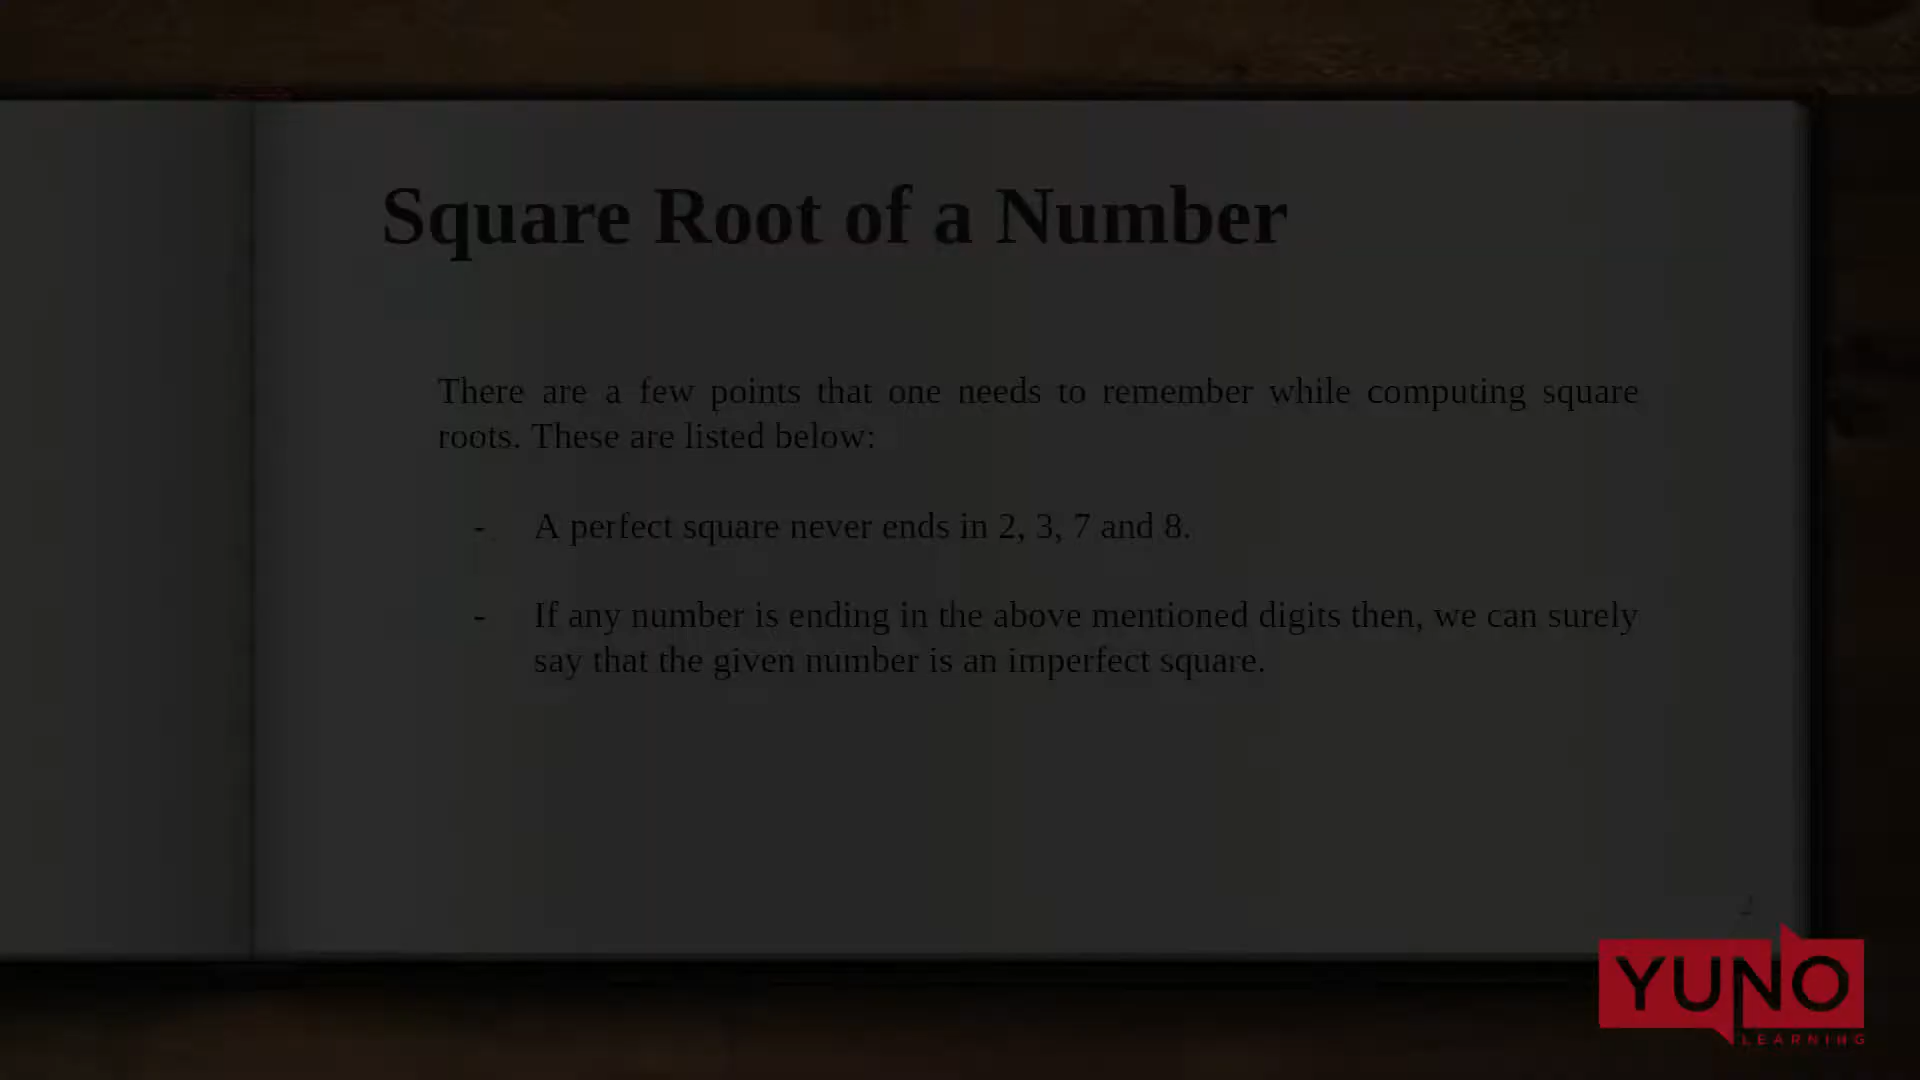 Square Root of a Number
There are a few points that one needs to remember while computing square
roots. These are listed below:
- A perfect square never ends in 2, 3, 7 and 8.
- If any number is ending in the above mentioned digits then, we can surely
say that the given number is an imperfect square.
2
YUNO
LEARNING